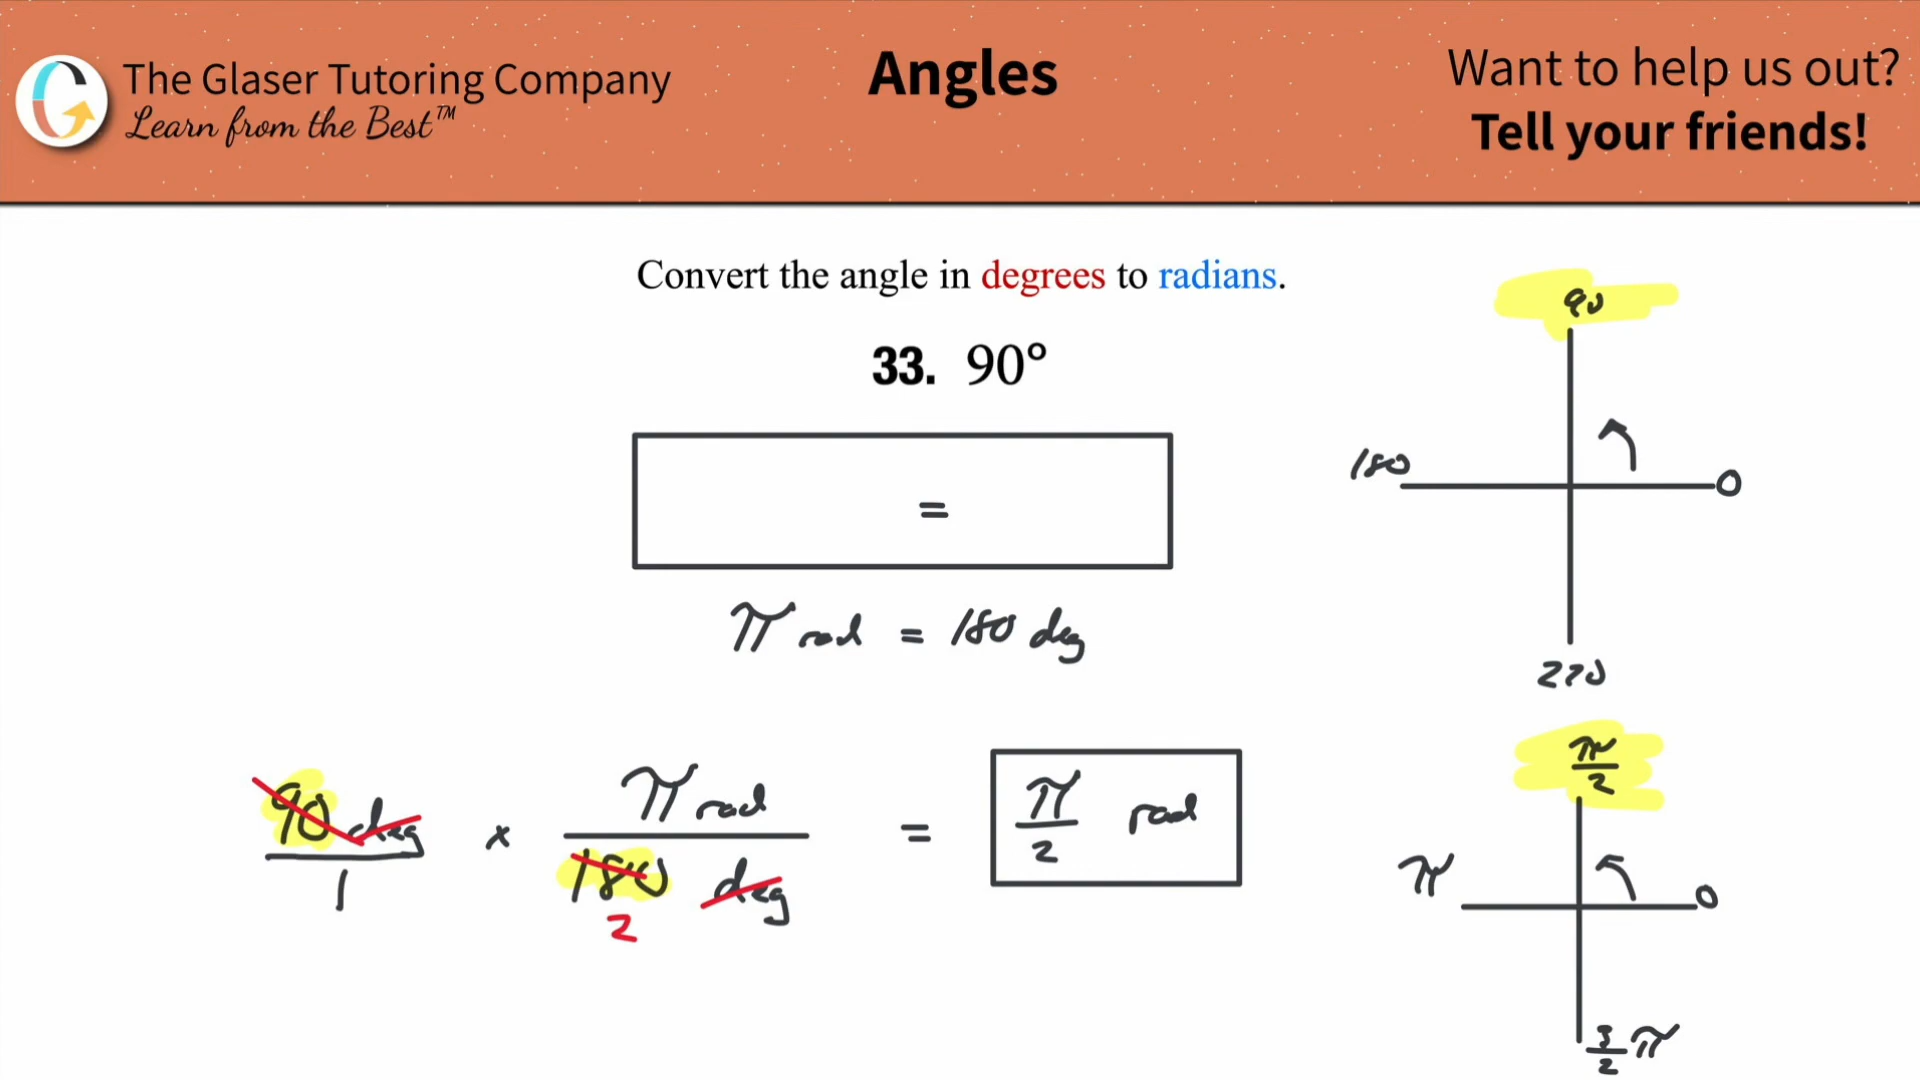 The Glaser Tutoring Company
Learn from the Best™
Angles
Want to help us out?
Tell your friends!
Convert the angle in degrees to radians.
33. 90°
=
π rad = 180 deg
90 deg / 1 × π rad / 180 deg = π/2 rad
2
90
180
0
270
π/2
π
0
3/2 π